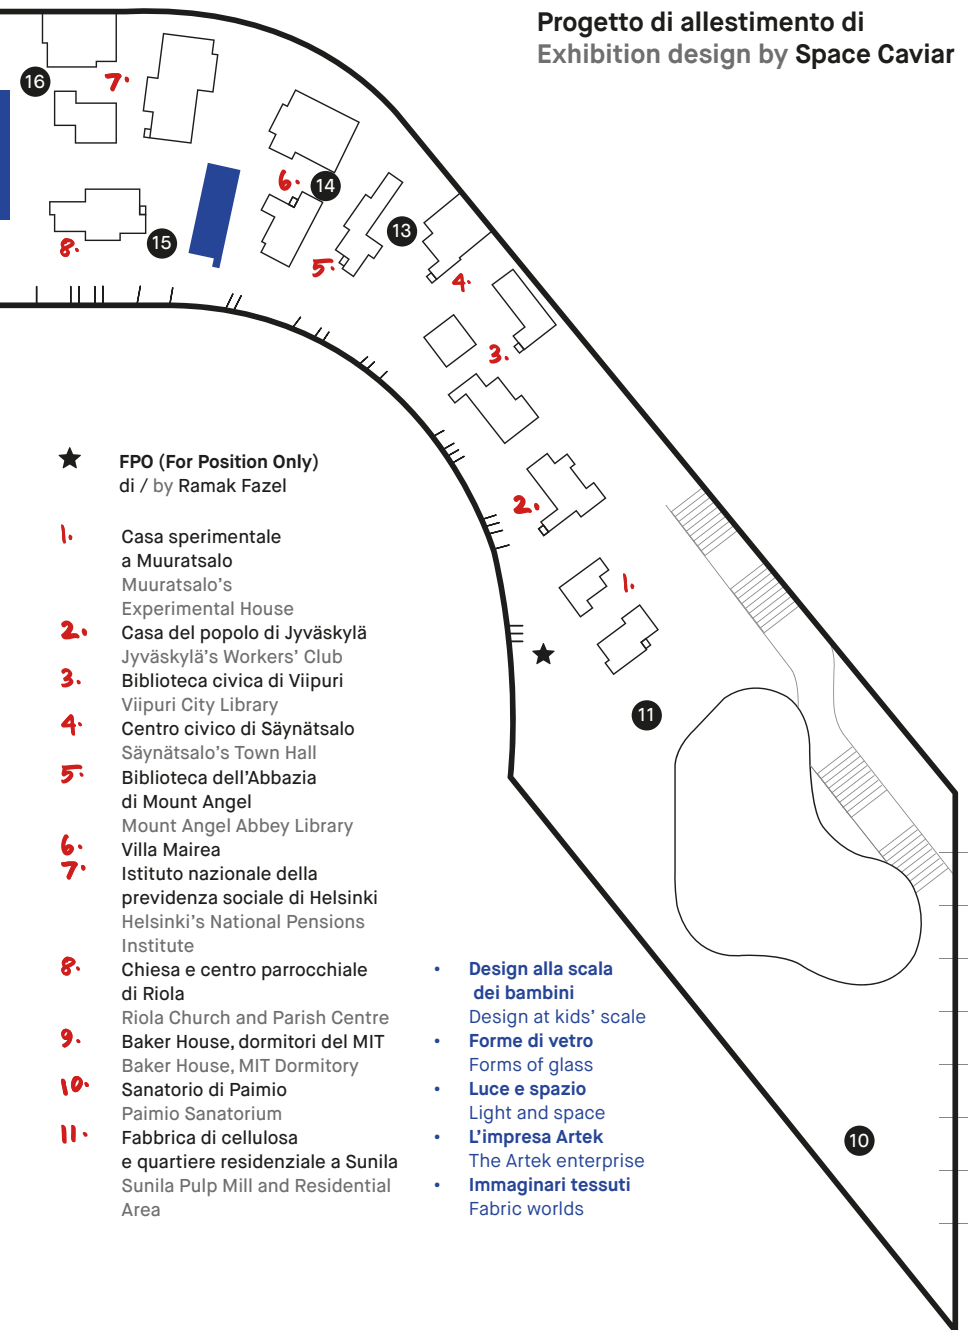 Progetto di allestimento di
Exhibition design by Space Caviar
16
7.
6.
14
13
8.
15
5.
4.
3.
2.
1.
11
10
★ FPO (For Position Only)
di / by Ramak Fazel
1. Casa sperimentale
a Muuratsalo
Muuratsalo's
Experimental House
2. Casa del popolo di Jyväskylä
Jyväskylä's Workers' Club
3. Biblioteca civica di Viipuri
Viipuri City Library
4. Centro civico di Säynätsalo
Säynätsalo's Town Hall
5. Biblioteca dell'Abbazia
di Mount Angel
Mount Angel Abbey Library
6. Villa Mairea
7. Istituto nazionale della
previdenza sociale di Helsinki
Helsinki's National Pensions
Institute
8. Chiesa e centro parrocchiale
di Riola
Riola Church and Parish Centre
9. Baker House, dormitori del MIT
Baker House, MIT Dormitory
10. Sanatorio di Paimio
Paimio Sanatorium
11. Fabbrica di cellulosa
e quartiere residenziale a Sunila
Sunila Pulp Mill and Residential
Area
• Design alla scala
dei bambini
Design at kids' scale
• Forme di vetro
Forms of glass
• Luce e spazio
Light and space
• L'impresa Artek
The Artek enterprise
• Immaginari tessuti
Fabric worlds